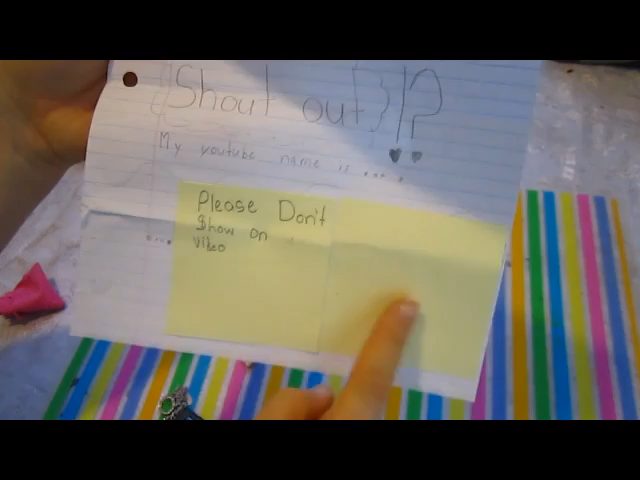 {Shout out}!?
My youtube name is .....
....
Please Don't
Show on
Video